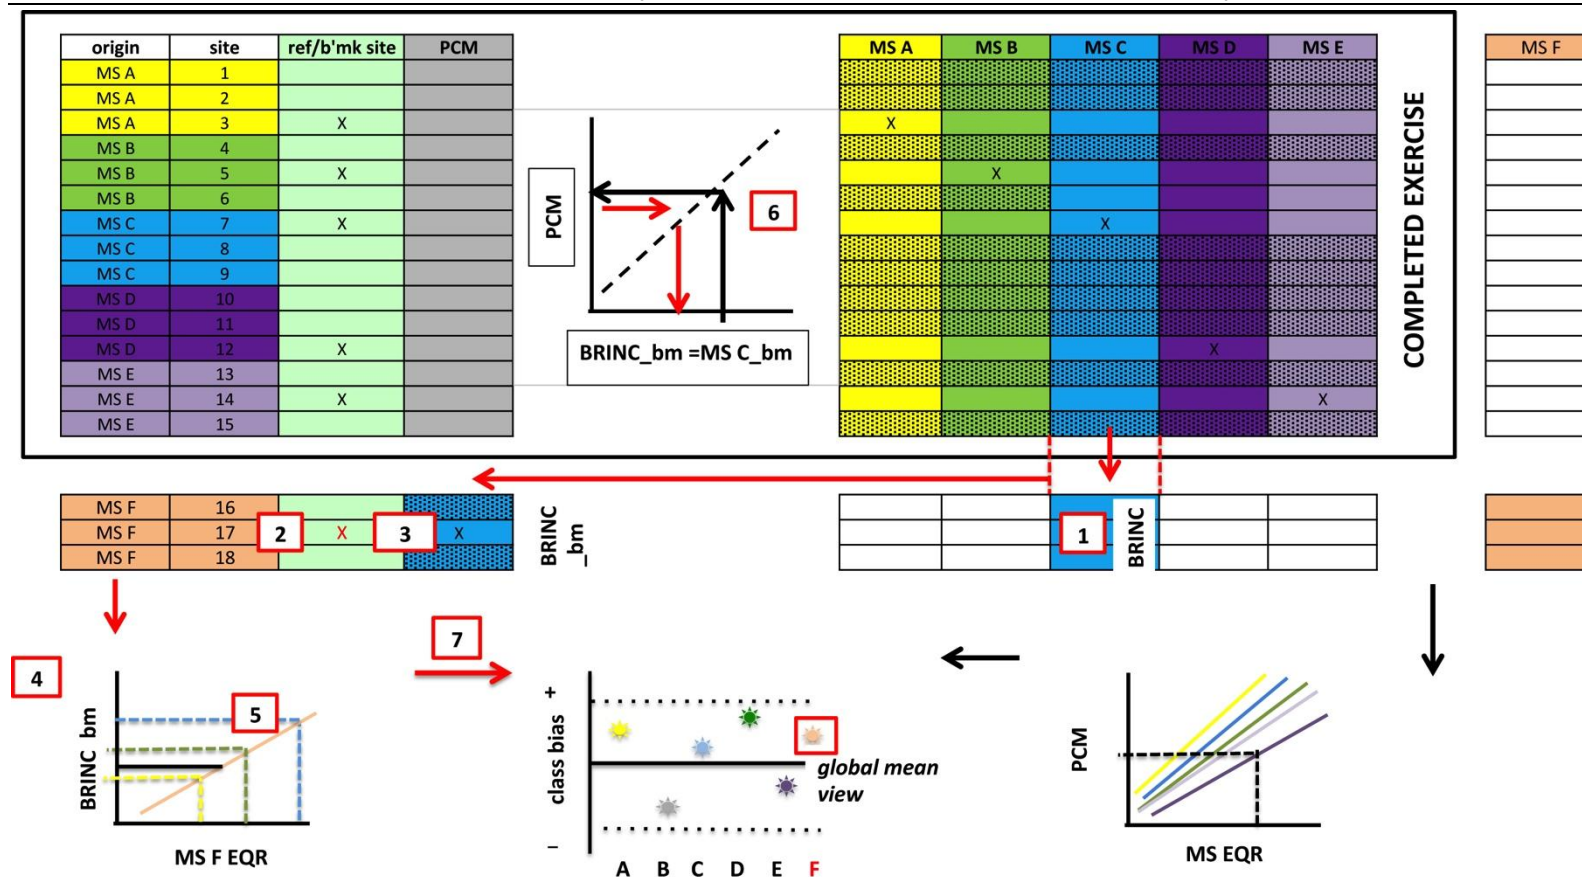 origin site ref/b'mk site PCM MS A MS B MS C MS D MS E MS F
MS A 1
MS A 2
MS A 3 X X
MS B 4
MS B 5 X X
MS B 6
MS C 7 X X
MS C 8
MS C 9
MS D 10
MS D 11
MS D 12 X X
MS E 13
MS E 14 X X
MS E 15
PCM
6
BRINC_bm =MS C_bm
COMPLETED EXERCISE
MS F 16
MS F 17 2 X 3 X
MS F 18
BRINC
_bm
1
BRINC
4
5
BRINC bm
MS F EQR
7
+
class bias
–
global mean
view
A B C D E F
PCM
MS EQR